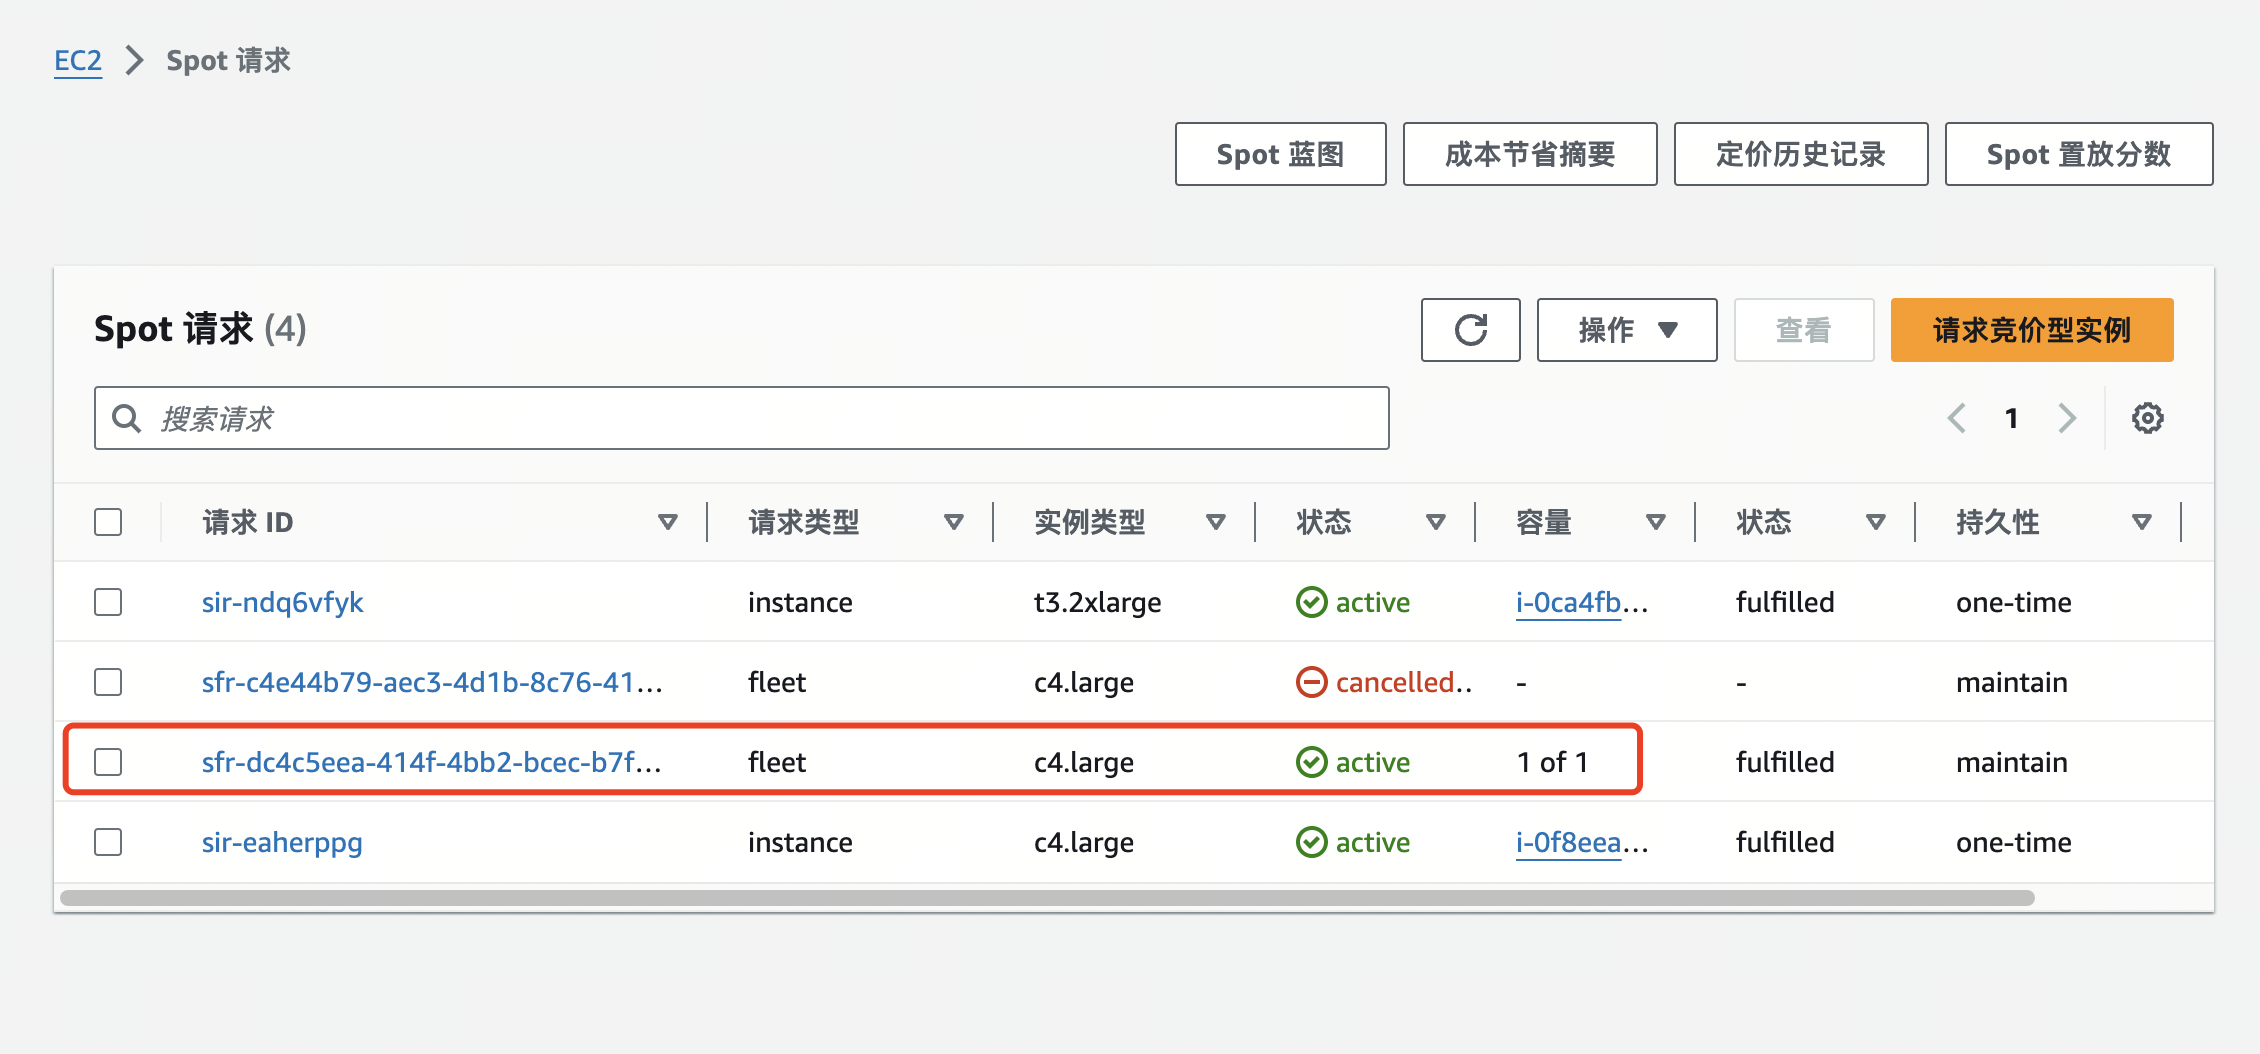 EC2 > Spot 请求
Spot 蓝图 成本节省摘要 定价历史记录 Spot 置放分数
Spot 请求 (4) 操作 查看 请求竞价型实例
搜索请求 1
请求 ID 请求类型 实例类型 状态 容量 状态 持久性
sir-ndq6vfyk instance t3.2xlarge active i-0ca4fb... fulfilled one-time
sfr-c4e44b79-aec3-4d1b-8c76-41... fleet c4.large cancelled.. - - maintain
sfr-dc4c5eea-414f-4bb2-bcec-b7f... fleet c4.large active 1 of 1 fulfilled maintain
sir-eaherppg instance c4.large active i-0f8eea... fulfilled one-time